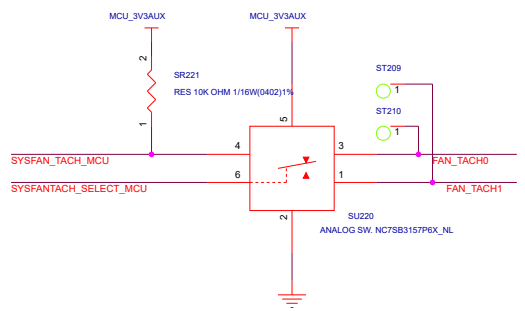 MCU_3V3AUX
MCU_3V3AUX
2
SR221
RES 10K OHM 1/16W(0402)1%
1
ST209
1
ST210
1
5
4
3
SYSFAN_TACH_MCU
FAN_TACH0
6
1
SYSFANTACH_SELECT_MCU
FAN_TACH1
2
SU220
ANALOG SW. NC7SB3157P6X_NL